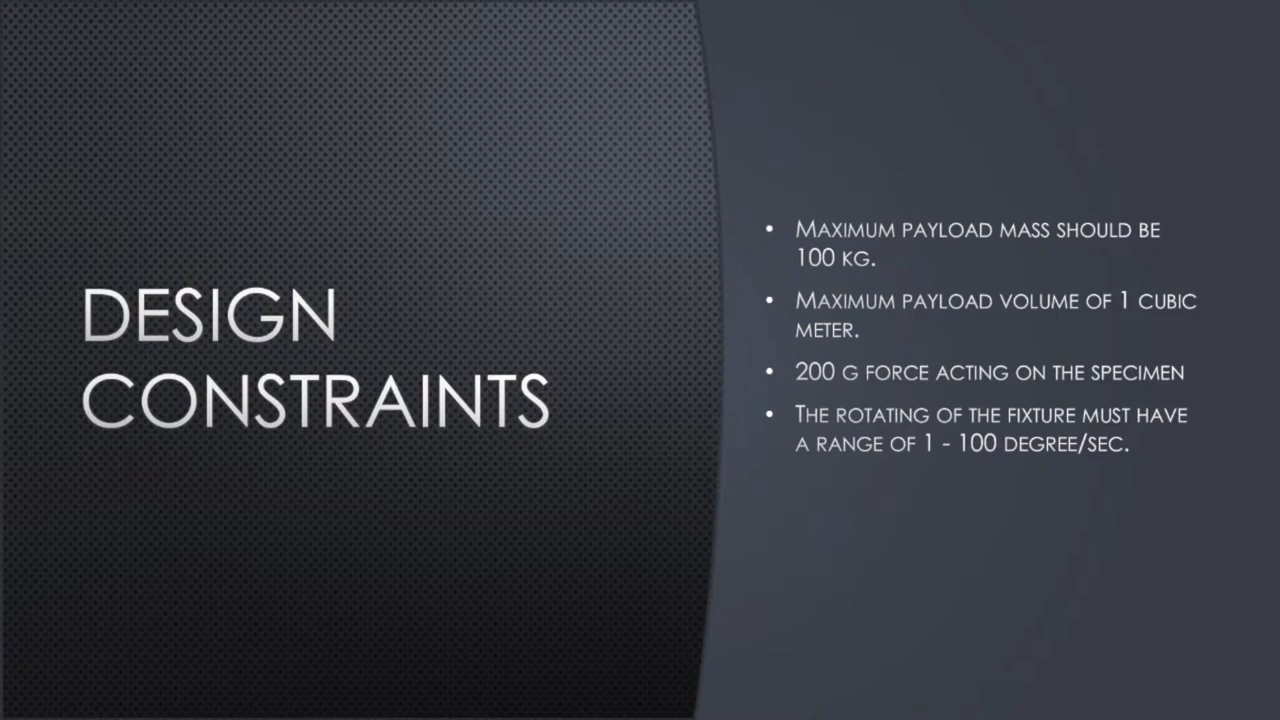 DESIGN
CONSTRAINTS
• Maximum payload mass should be
100 kg.
• Maximum payload volume of 1 cubic
meter.
• 200 g force acting on the specimen
• The rotating of the fixture must have
a range of 1 - 100 degree/sec.